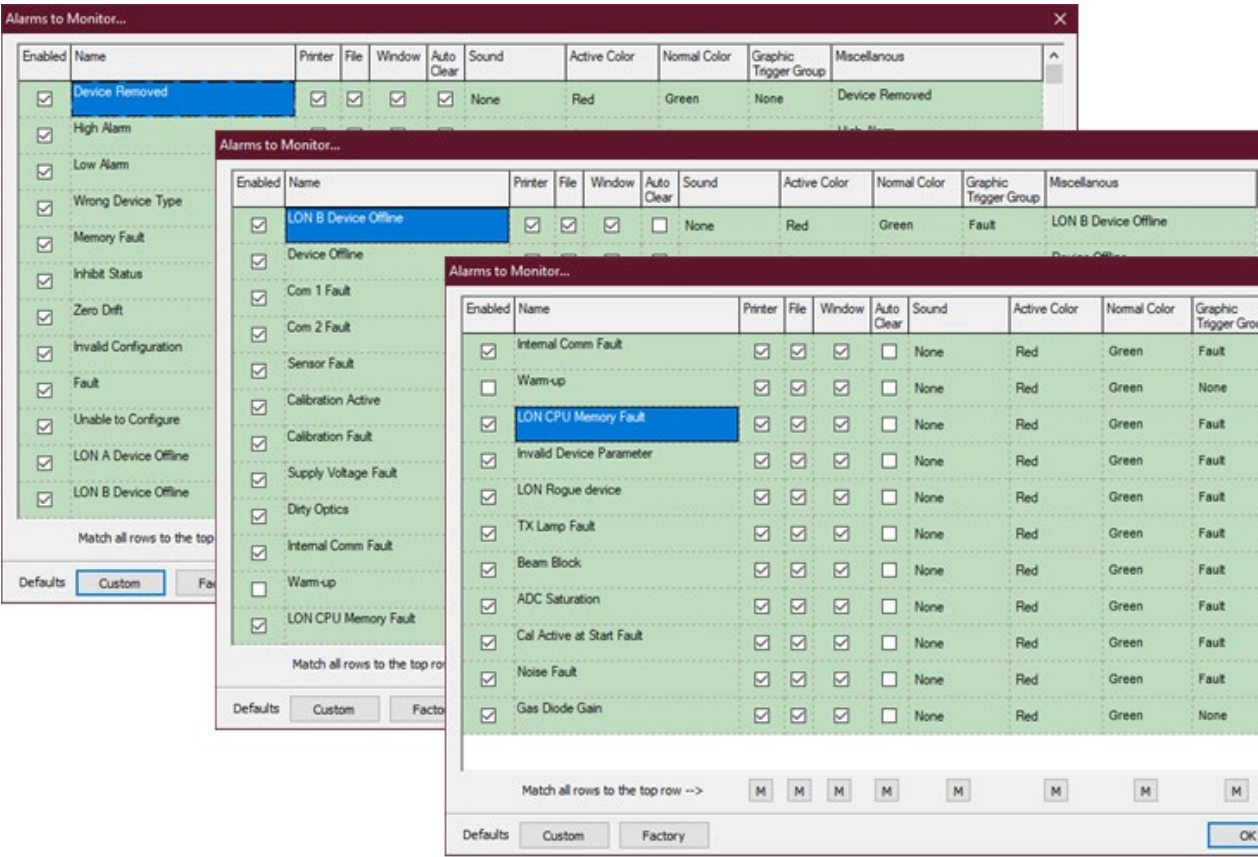 Alarms to Monitor...
Enabled Name Printer File Window Auto Clear Sound Active Color Normal Color Graphic Trigger Group Miscellanous
Device Removed None Red Green None Device Removed
High Alarm High Alarm
Low Alarm
Wrong Device Type
Memory Fault
Inhibit Status
Zero Drift
Invalid Configuration
Fault
Unable to Configure
LON A Device Offline
LON B Device Offline
Match all rows to the top
Defaults Custom
Alarms to Monitor...
Enabled Name Printer File Window Auto Clear Sound Active Color Normal Color Graphic Trigger Group Miscellanous
LON B Device Offline None Red Green Fault LON B Device Offline
Device Offline Device Offline
Com 1 Fault
Com 2 Fault
Sensor Fault
Calibration Active
Calibration Fault
Supply Voltage Fault
Dirty Optics
Internal Comm Fault
Warm-up
LON CPU Memory Fault
Match all rows to the top
Defaults Custom
Alarms to Monitor...
Enabled Name Printer File Window Auto Clear Sound Active Color Normal Color Graphic Trigger
Internal Comm Fault None Red Green Fault
Warm-up None Red Green None
LON CPU Memory Fault None Red Green Fault
Invalid Device Parameter None Red Green Fault
LON Rogue device None Red Green Fault
TX Lamp Fault None Red Green Fault
Beam Block None Red Green Fault
ADC Saturation None Red Green Fault
Cal Active at Start Fault None Red Green Fault
Noise Fault None Red Green Fault
Gas Diode Gain None Red Green None
Match all rows to the top row --> M M M M M M M M
Defaults Custom Factory OK